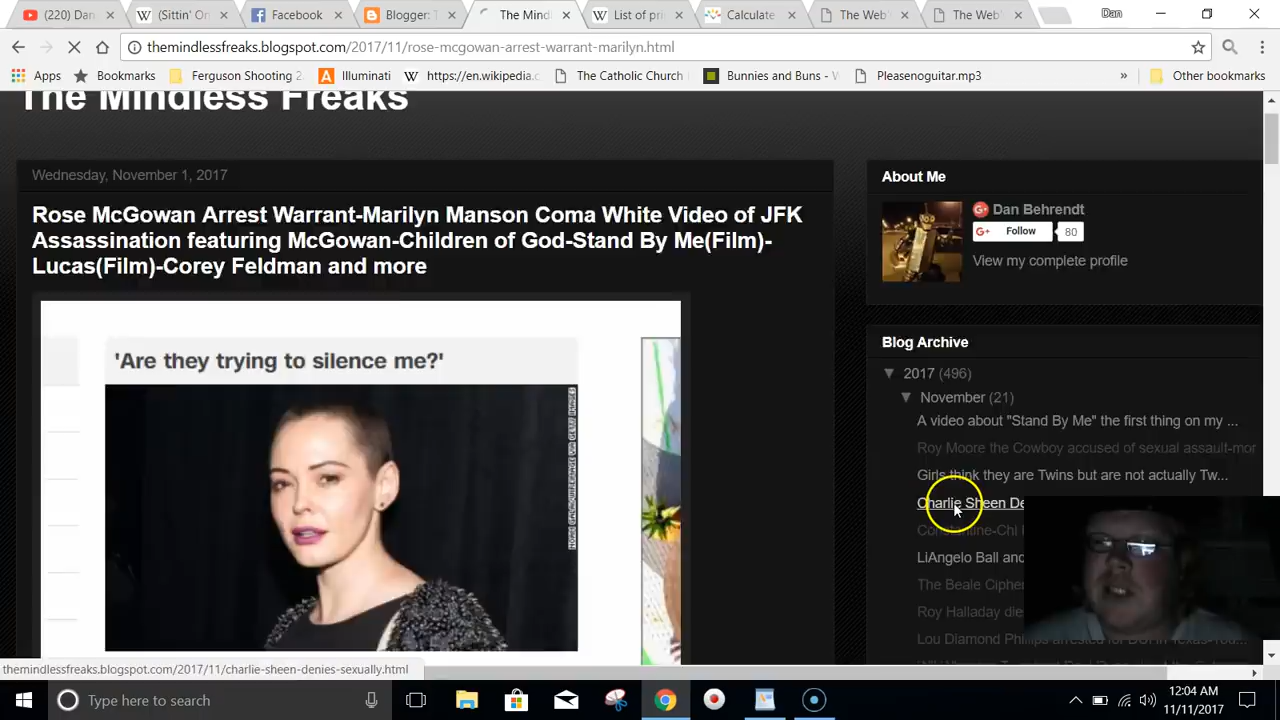 (220) Dan
(Sittin' On
Facebook
Blogger: T
The Mindl
List of pri
Calculate
The Web'
The Web'
Dan
themindlessfreaks.blogspot.com/2017/11/rose-mcgowan-arrest-warrant-marilyn.html
Apps
Bookmarks
Ferguson Shooting 2
Illuminati
https://en.wikipedia.c
The Catholic Church
Bunnies and Buns - W
Pleasenoguitar.mp3
»
Other bookmarks
The Mindless Freaks
Wednesday, November 1, 2017
Rose McGowan Arrest Warrant-Marilyn Manson Coma White Video of JFK
Assassination featuring McGowan-Children of God-Stand By Me(Film)-
Lucas(Film)-Corey Feldman and more
'Are they trying to silence me?'
About Me
Dan Behrendt
G+ Follow 80
View my complete profile
Blog Archive
▼ 2017 (496)
▼ November (21)
A video about "Stand By Me" the first thing on my ...
Roy Moore the Cowboy accused of sexual assault-mor
Girls think they are Twins but are not actually Tw...
Charlie Sheen De
Constantine-Chi
LiAngelo Ball and
The Beale Ciphe
Roy Halladay die
Lou Diamond Phillips arrested for DUI in Texas-You...
themindlessfreaks.blogspot.com/2017/11/charlie-sheen-denies-sexually.html
Type here to search
12:04 AM
11/11/2017